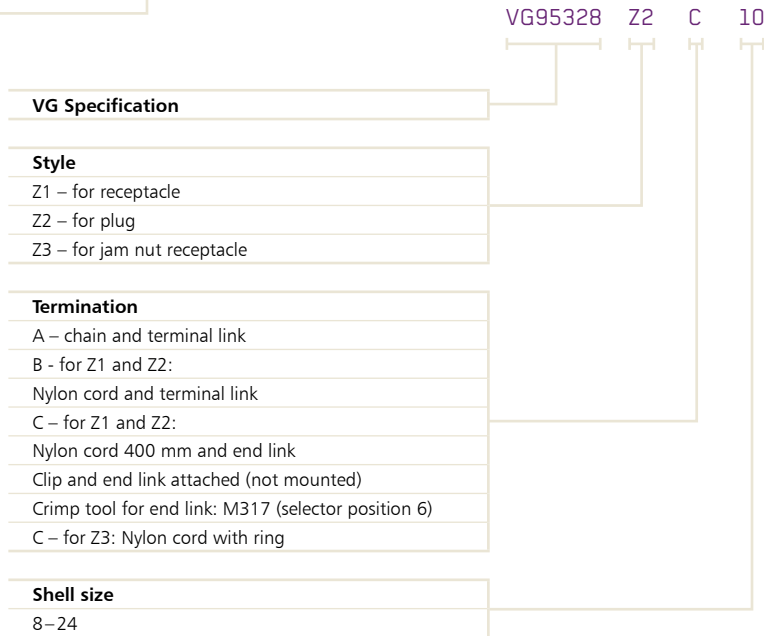 VG95328 Z2 C 10
VG Specification
Style
Z1 – for receptacle
Z2 – for plug
Z3 – for jam nut receptacle
Termination
A – chain and terminal link
B - for Z1 and Z2:
Nylon cord and terminal link
C – for Z1 and Z2:
Nylon cord 400 mm and end link
Clip and end link attached (not mounted)
Crimp tool for end link: M317 (selector position 6)
C – for Z3: Nylon cord with ring
Shell size
8–24